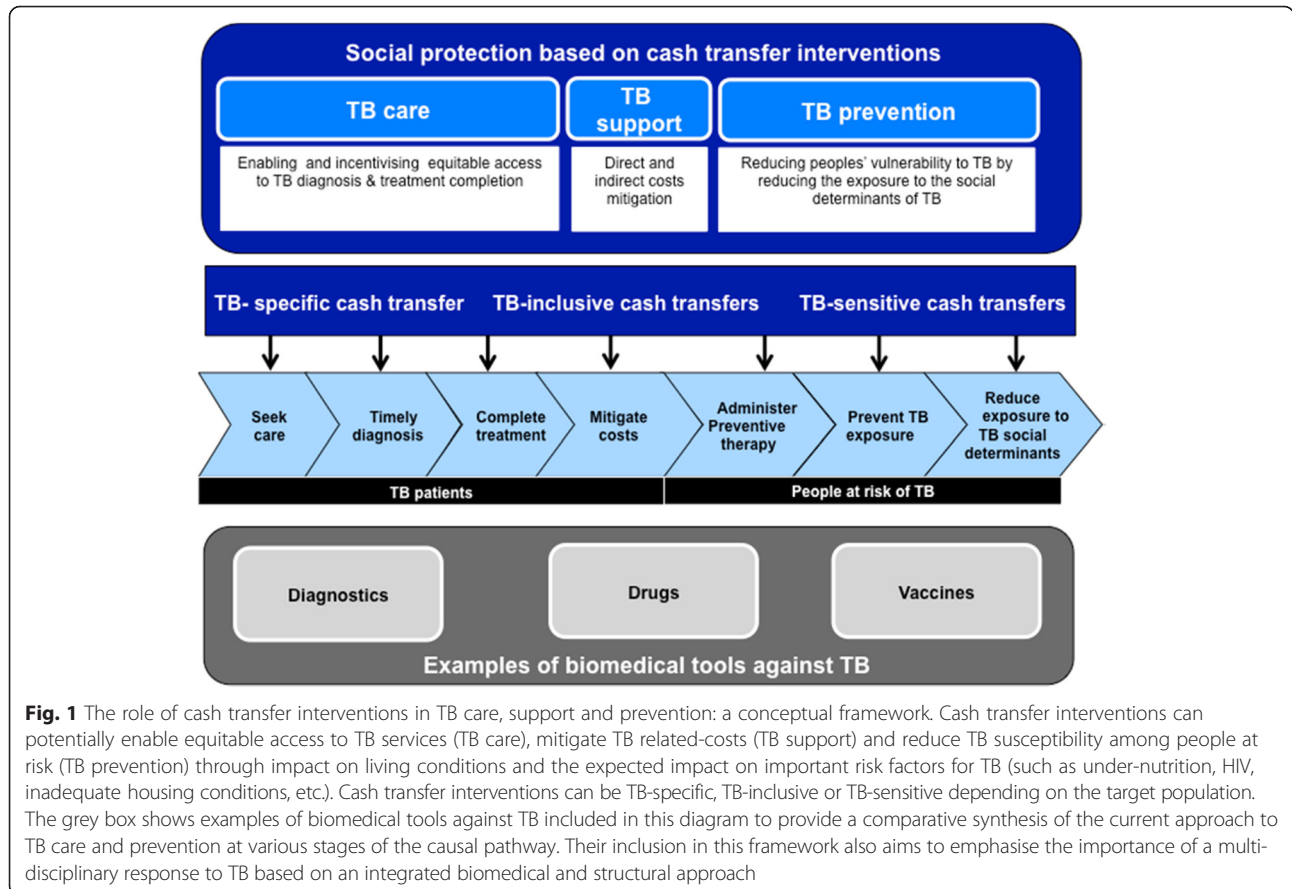 Social protection based on cash transfer interventions
TB care
TB
support
TB prevention
Enabling and incentivising equitable access
to TB diagnosis & treatment completion
Direct and
indirect costs
mitigation
Reducing peoples' vulnerability to TB by
reducing the exposure to the social
determinants of TB
TB- specific cash transfer
TB-inclusive cash transfers
TB-sensitive cash transfers
Seek
care
Timely
diagnosis
Complete
treatment
Mitigate
costs
Administer
Preventive
therapy
Prevent TB
exposure
Reduce
exposure to
TB social
determinants
TB patients
People at risk of TB
Diagnostics
Drugs
Vaccines
Examples of biomedical tools against TB
Fig. 1 The role of cash transfer interventions in TB care, support and prevention: a conceptual framework. Cash transfer interventions can
potentially enable equitable access to TB services (TB care), mitigate TB related-costs (TB support) and reduce TB susceptibility among people at
risk (TB prevention) through impact on living conditions and the expected impact on important risk factors for TB (such as under-nutrition, HIV,
inadequate housing conditions, etc.). Cash transfer interventions can be TB-specific, TB-inclusive or TB-sensitive depending on the target population.
The grey box shows examples of biomedical tools against TB included in this diagram to provide a comparative synthesis of the current approach to
TB care and prevention at various stages of the causal pathway. Their inclusion in this framework also aims to emphasise the importance of a multi-
disciplinary response to TB based on an integrated biomedical and structural approach